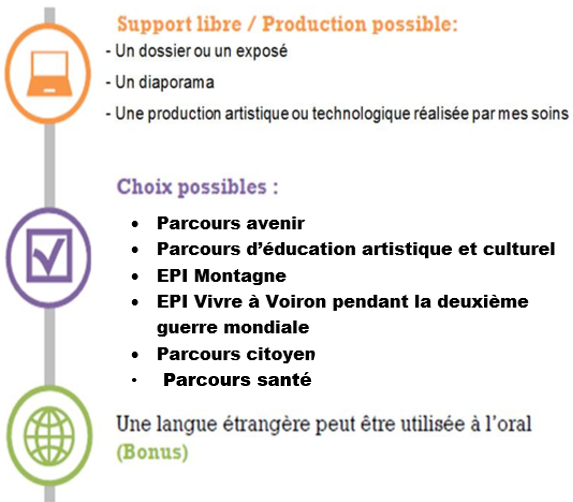 Support libre / Production possible:
- Un dossier ou un exposé
- Un diaporama
- Une production artistique ou technologique réalisée par mes soins
Choix possibles :
• Parcours avenir
• Parcours d'éducation artistique et culturel
• EPI Montagne
• EPI Vivre à Voiron pendant la deuxième
guerre mondiale
• Parcours citoyen
• Parcours santé
Une langue étrangère peut être utilisée à l'oral
(Bonus)